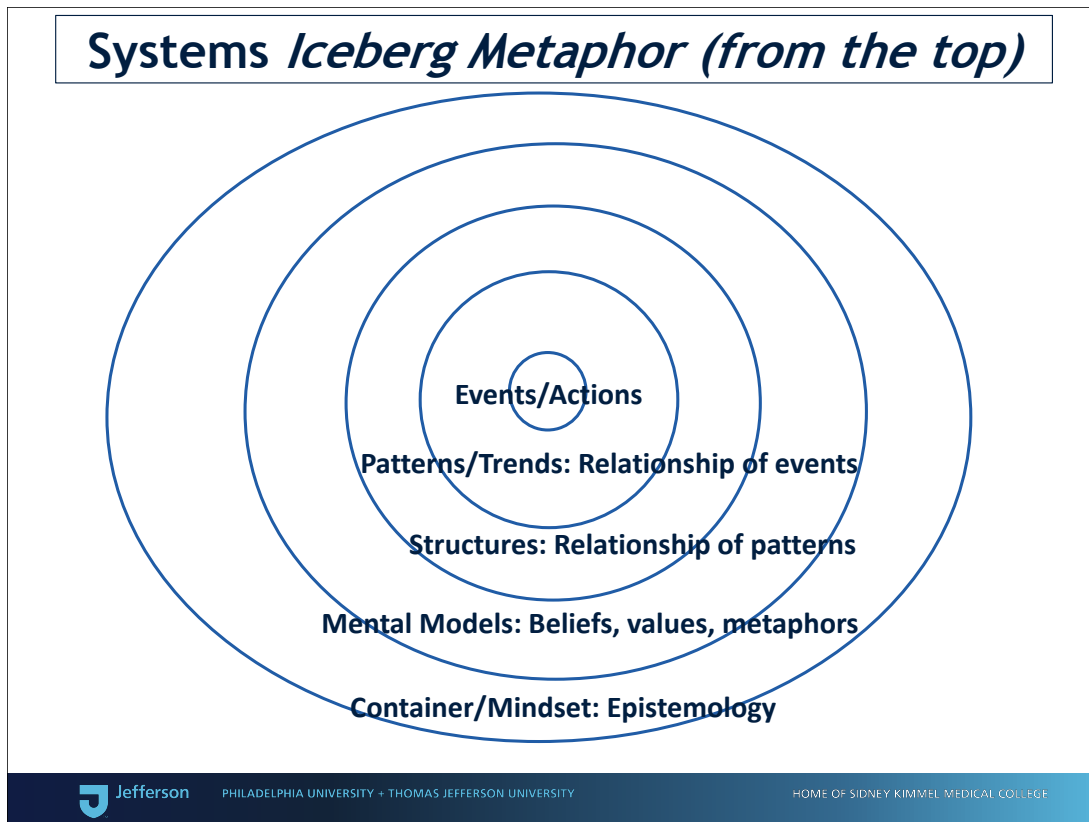 Systems Iceberg Metaphor (from the top)
Events/Actions
Patterns/Trends: Relationship of events
Structures: Relationship of patterns
Mental Models: Beliefs, values, metaphors
Container/Mindset: Epistemology
Jefferson PHILADELPHIA UNIVERSITY + THOMAS JEFFERSON UNIVERSITY HOME OF SIDNEY KIMMEL MEDICAL COLLEGE